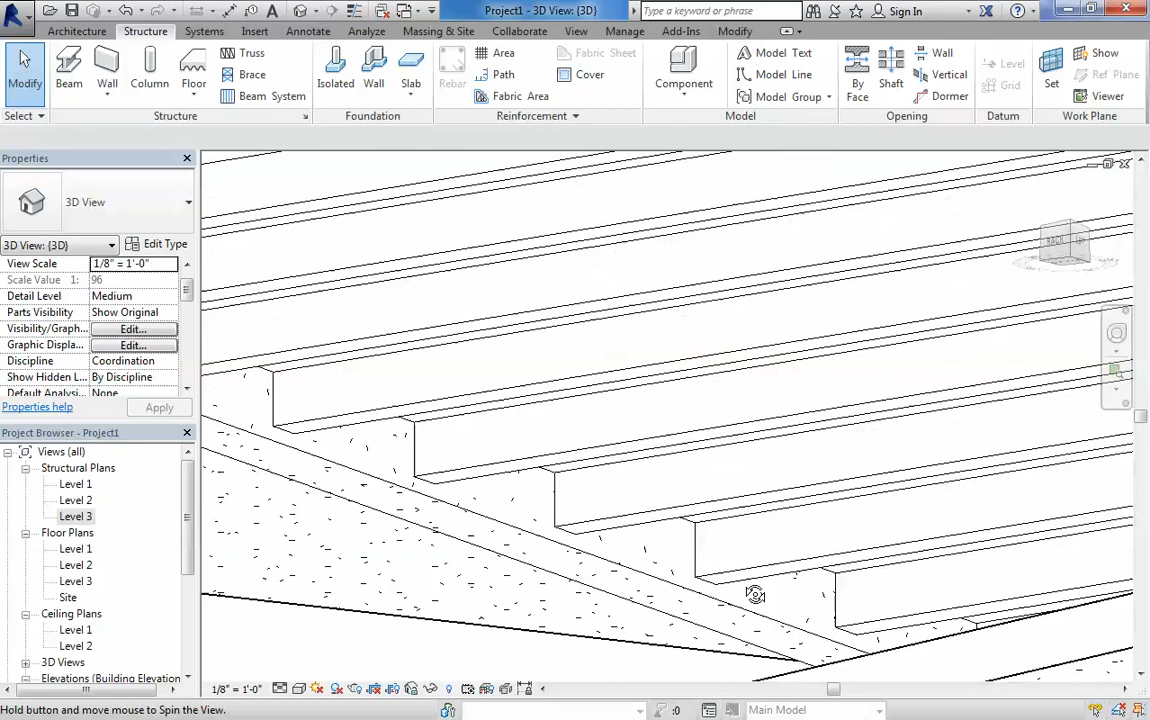 Project1 - 3D View: {3D}
Type a keyword or phrase
Sign In
Architecture Structure Systems Insert Annotate Analyze Massing & Site Collaborate View Manage Add-Ins Modify
Modify
Beam
Wall
Column
Floor
Truss
Brace
Beam System
Isolated
Wall
Slab
Rebar
Area
Path
Fabric Area
Fabric Sheet
Cover
Component
Model Text
Model Line
Model Group
By
Face
Shaft
Wall
Vertical
Dormer
Level
Grid
Set
Show
Ref Plane
Viewer
Select Structure Foundation Reinforcement Model Opening Datum Work Plane
Properties
3D View
3D View: {3D} Edit Type
View Scale 1/8" = 1'-0"
Scale Value 1: 96
Detail Level Medium
Parts Visibility Show Original
Visibility/Graph... Edit...
Graphic Displa... Edit...
Discipline Coordination
Show Hidden L... By Discipline
Default Analysi... None
Properties help Apply
Project Browser - Project1
Views (all)
Structural Plans
Level 1
Level 2
Level 3
Floor Plans
Level 1
Level 2
Level 3
Site
Ceiling Plans
Level 1
Level 2
3D Views
Elevations (Building Elevation
BACK
1/8" = 1'-0"
Hold button and move mouse to Spin the View.
:0
Main Model